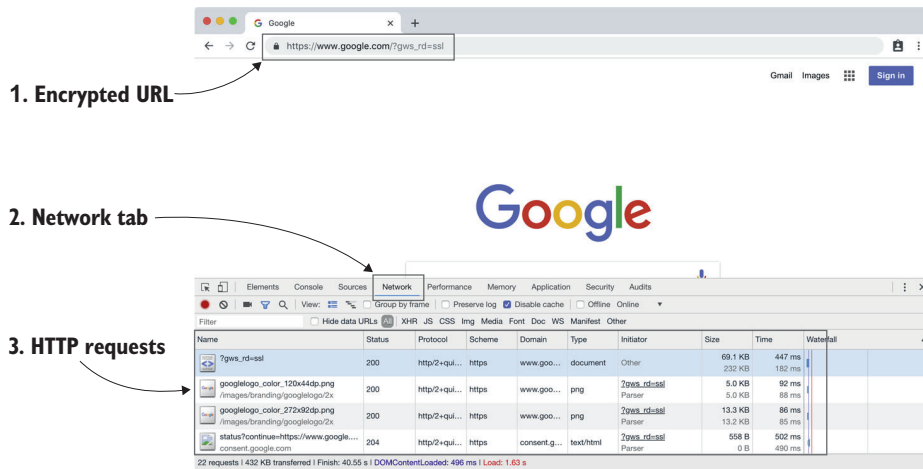 Google
https://www.google.com/?gws_rd=ssl
Gmail Images Sign in
1. Encrypted URL
Google
2. Network tab
Elements Console Sources Network Performance Memory Application Security Audits
View: Group by frame Preserve log Disable cache Offline Online
Filter Hide data URLs All XHR JS CSS Img Media Font Doc WS Manifest Other
Name Status Protocol Scheme Domain Type Initiator Size Time Waterfall
3. HTTP requests
?gws_rd=ssl 200 http/2+qui... https www.goo... document Other 69.1 KB 447 ms
232 KB 182 ms
googlelogo_color_120x44dp.png 200 http/2+qui... https www.goo... png ?gws_rd=ssl 5.0 KB 92 ms
/images/branding/googlelogo/2x Parser 5.0 KB 88 ms
googlelogo_color_272x92dp.png 200 http/2+qui... https www.goo... png ?gws_rd=ssl 13.3 KB 86 ms
/images/branding/googlelogo/2x Parser 13.2 KB 85 ms
status?continue=https://www.google.... 204 http/2+qui... https consent.g... text/html ?gws_rd=ssl 558 B 502 ms
consent.google.com Parser 0 B 490 ms
22 requests | 432 KB transferred | Finish: 40.55 s | DOMContentLoaded: 496 ms | Load: 1.63 s